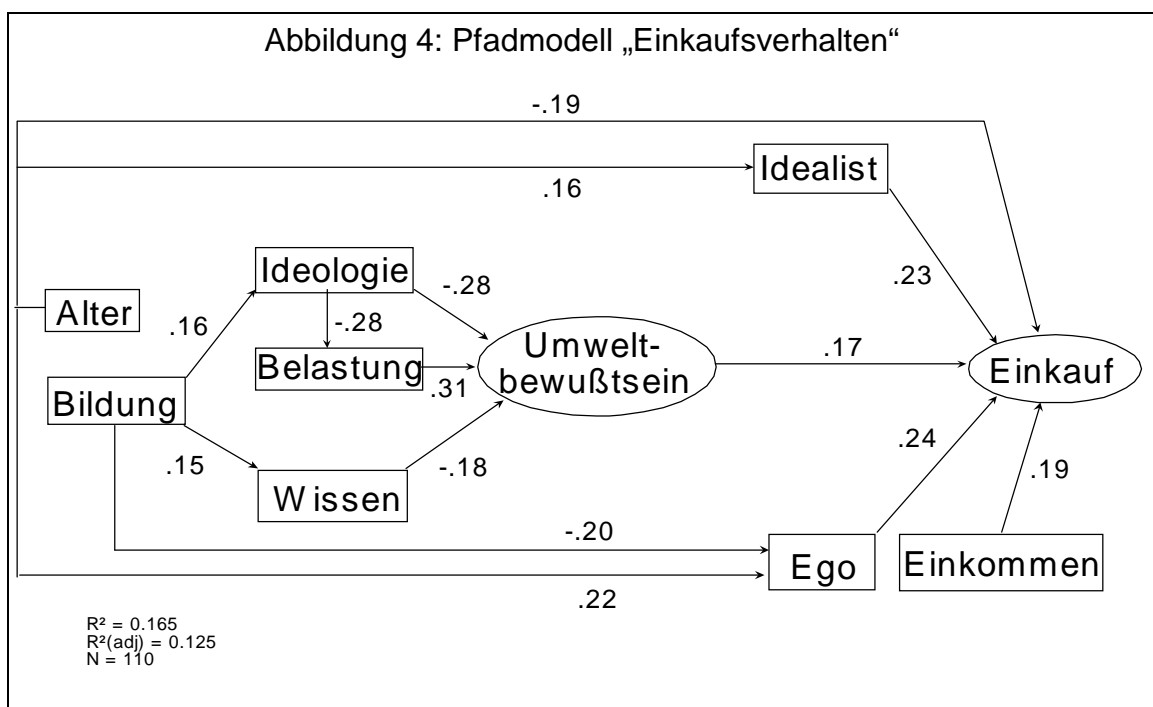 Abbildung 4: Pfadmodell „Einkaufsverhalten“
-.19
Idealist
.16
Ideologie
-.28
.23
Alter
.16
-.28
Umwelt-
bewußtsein
.17
Belastung
.31
Einkauf
Bildung
.24
.15
-.18
.19
Wissen
-.20
Ego
Einkommen
.22
R² = 0.165
R²(adj) = 0.125
N = 110